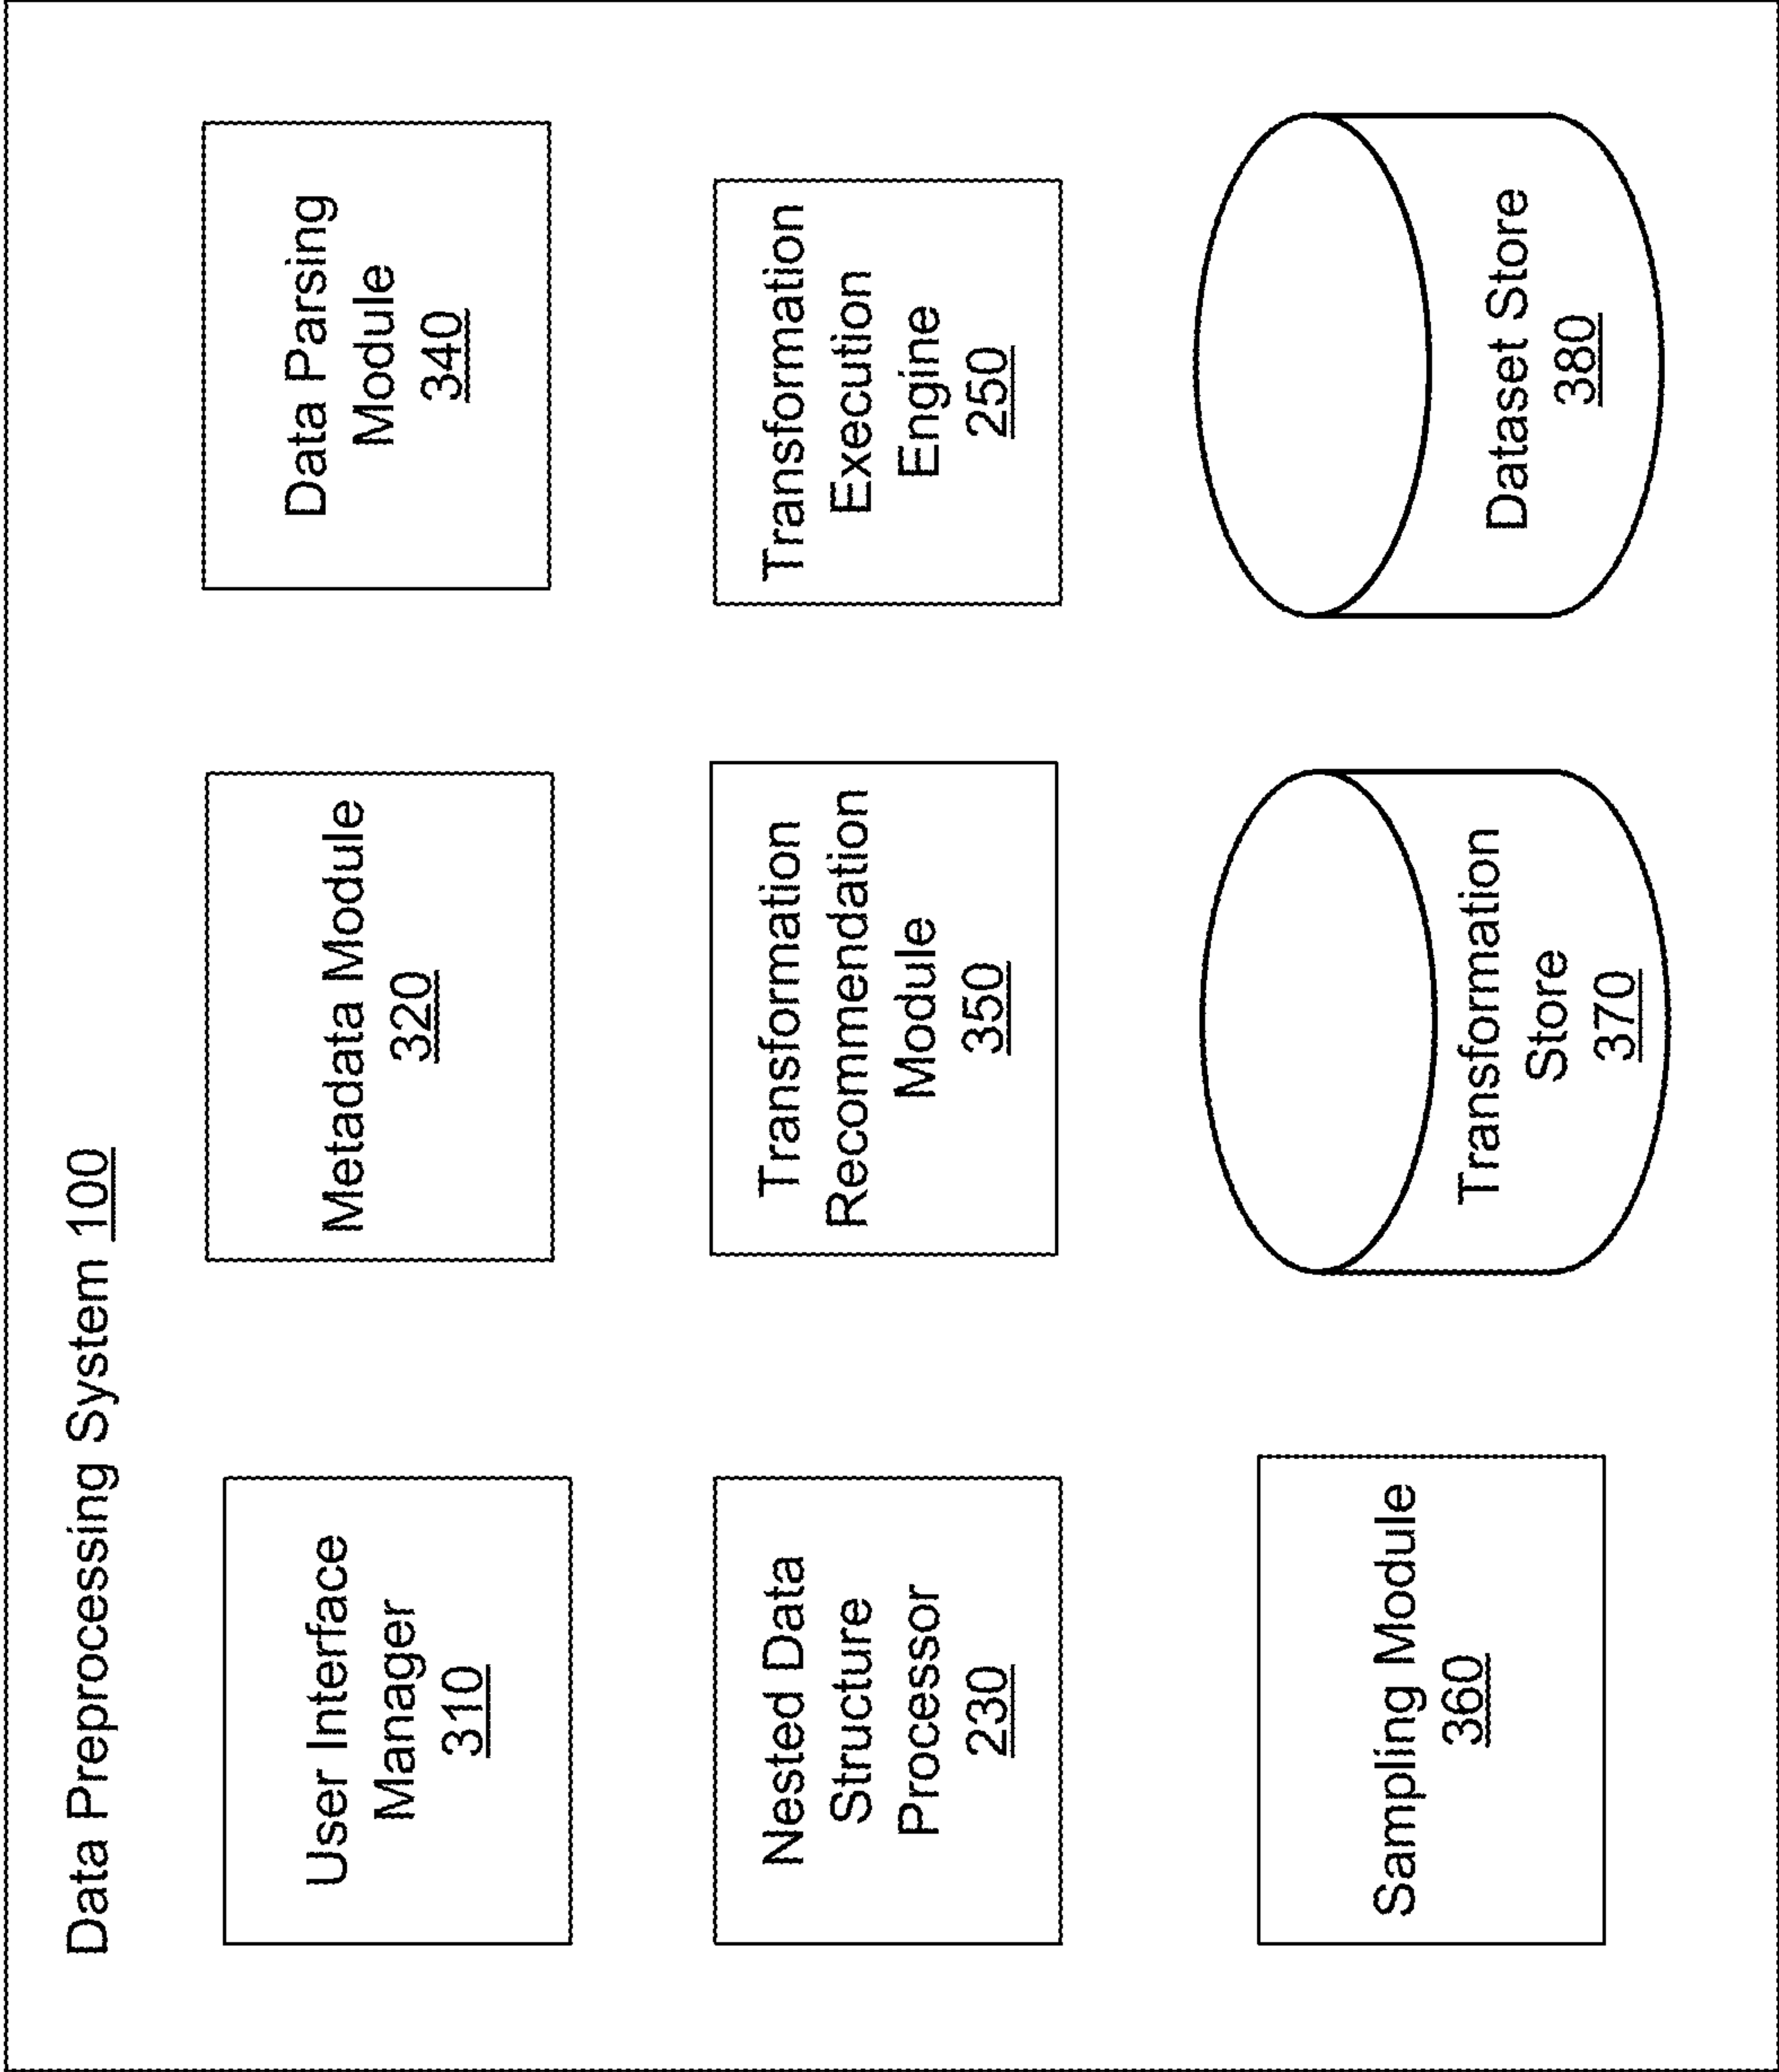 Data Preprocessing System 100
User Interface
Manager
310
Metadata Module
320
Data Parsing
Module
340
Nested Data
Structure
Processor
230
Transformation
Recommendation
Module
350
Transformation
Execution
Engine
250
Sampling Module
360
Transformation
Store
370
Dataset Store
380